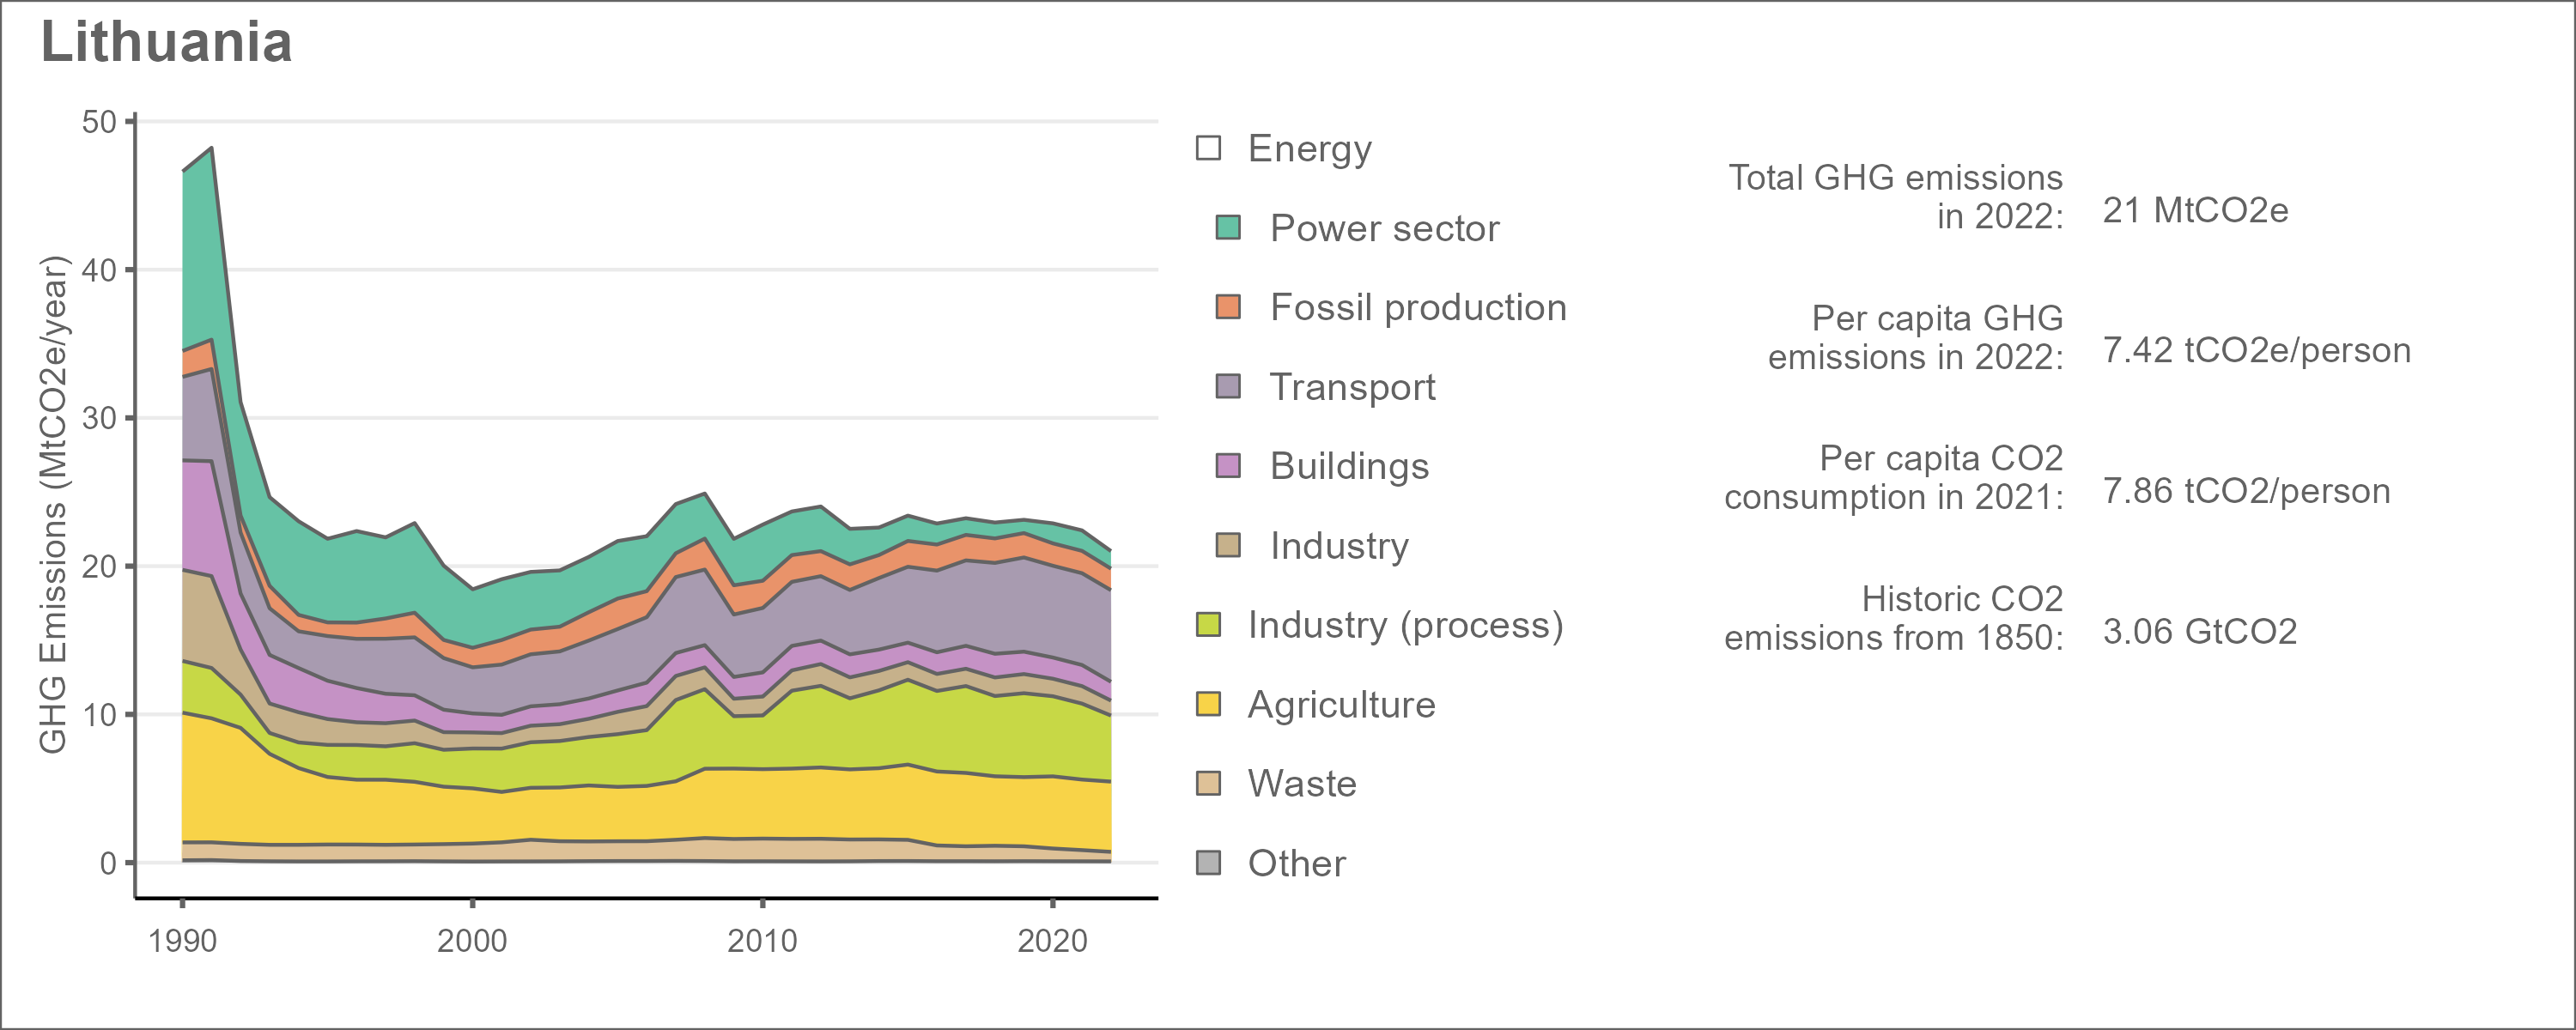 Lithuania
GHG Emissions (MtCO2e/year)
50
40
30
20
10
0
1990
2000
2010
2020
Energy
Power sector
Fossil production
Transport
Buildings
Industry
Industry (process)
Agriculture
Waste
Other
Total GHG emissions
in 2022:
21 MtCO2e
Per capita GHG
emissions in 2022:
7.42 tCO2e/person
Per capita CO2
consumption in 2021:
7.86 tCO2/person
Historic CO2
emissions from 1850:
3.06 GtCO2